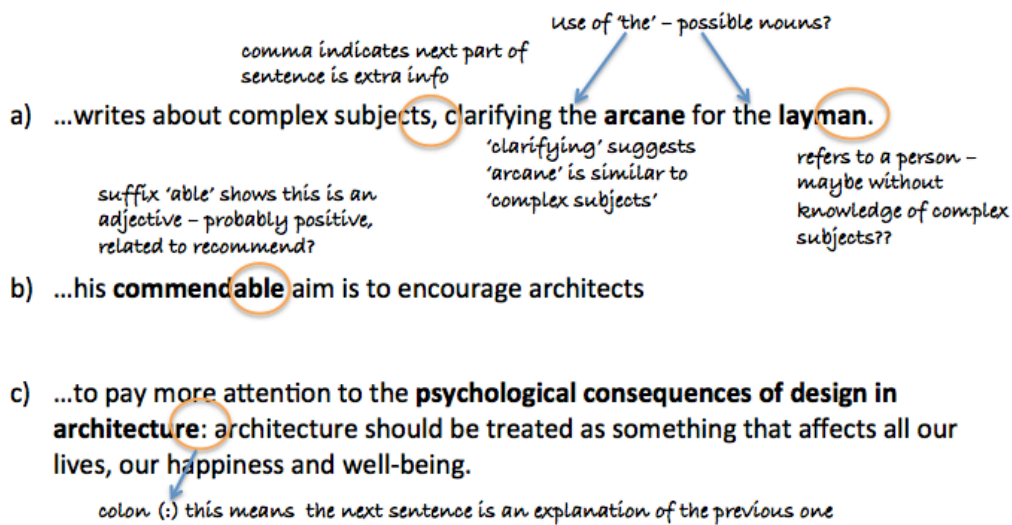 Use of 'the' – possible nouns?
comma indicates next part of
sentence is extra info
a) ...writes about complex subjects, clarifying the arcane for the layman.
'clarifying' suggests
'arcane' is similar to
'complex subjects'
refers to a person –
maybe without
knowledge of complex
subjects??
suffix 'able' shows this is an
adjective – probably positive,
related to recommend?
b) ...his commendable aim is to encourage architects
c) ...to pay more attention to the psychological consequences of design in
architecture: architecture should be treated as something that affects all our
lives, our happiness and well-being.
colon (:) this means the next sentence is an explanation of the previous one